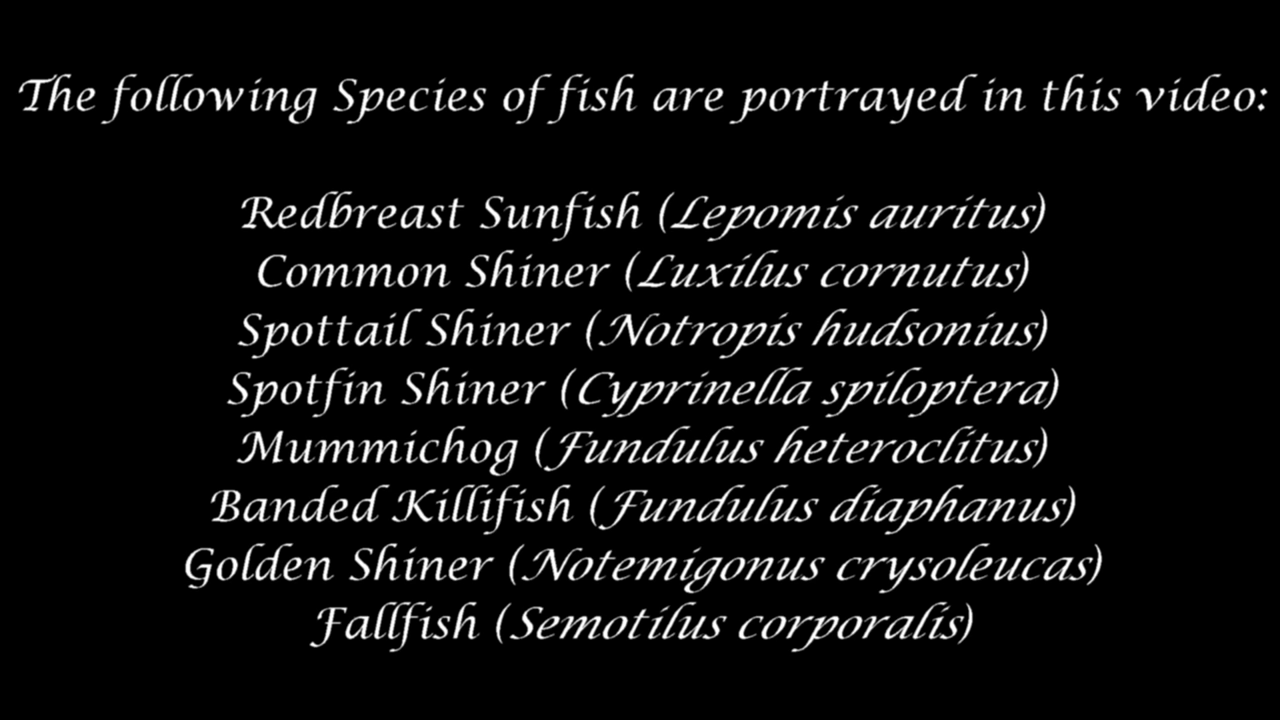 The following Species of fish are portrayed in this video:
Redbreast Sunfish (Lepomis auritus)
Common Shiner (Luxilus cornutus)
Spottail Shiner (Notropis hudsonius)
Spotfin Shiner (Cyprinella spiloptera)
Mummichog (Fundulus heteroclitus)
Banded Killifish (Fundulus diaphanus)
Golden Shiner (Notemigonus crysoleucas)
Fallfish (Semotilus corporalis)